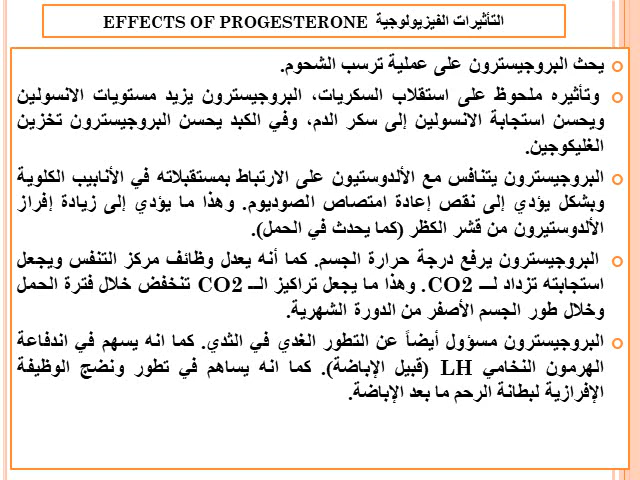 التأثيرات الفيزيولوجية EFFECTS OF PROGESTERONE
يحث البروجيسترون على عملية ترسب الشحوم.
وتأثيره ملحوظ على استقلاب السكريات، البروجيسترون يزيد مستويات الانسولين
ويحسن استجابة الانسولين إلى سكر الدم، وفي الكبد يحسن البروجيسترون تخزين
الغليكوجين.
البروجيسترون يتنافس مع الألدوستيون على الارتباط بمستقبلاته في الأنابيب الكلوية
وبشكل يؤدي إلى نقص إعادة امتصاص الصوديوم. وهذا ما يؤدي إلى زيادة إفراز
الألدوستيرون من قشر الكظر (كما يحدث في الحمل).
البروجيسترون يرفع درجة حرارة الجسم. كما أنه يعدل وظائف مركز التنفس ويجعل
استجابته تزداد لـــ CO2. وهذا ما يجعل تراكيز الــ CO2 تنخفض خلال فترة الحمل
وخلال طور الجسم الأصفر من الدورة الشهرية.
البروجيسترون مسؤول أيضاً عن التطور الغدي في الثدي. كما انه يسهم في اندفاعة
الهرمون النخامي LH (قبيل الإباضة). كما انه يساهم في تطور ونضج الوظيفة
الإفرازية لبطانة الرحم ما بعد الإباضة.